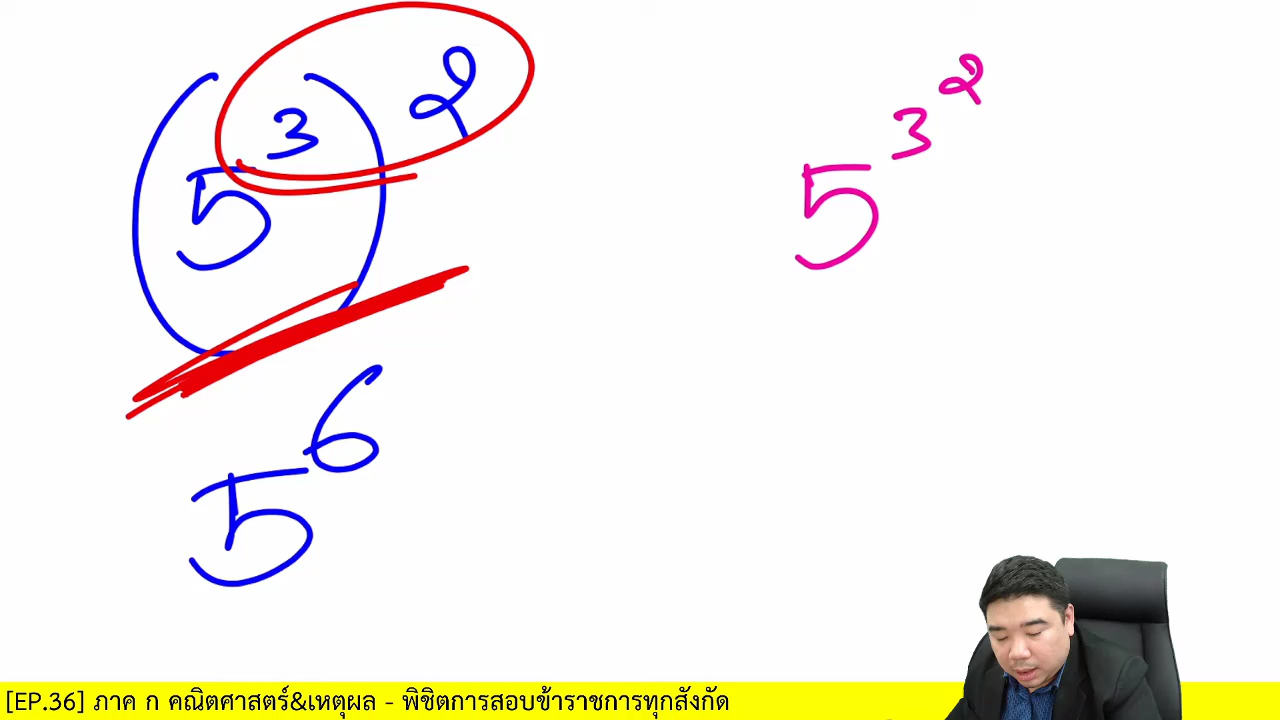 (5³)²
5⁶
5^3^2
[EP.36] ภาค ก คณิตศาสตร์&เหตุผล - พิชิตการสอบข้าราชการทุกสังกัด